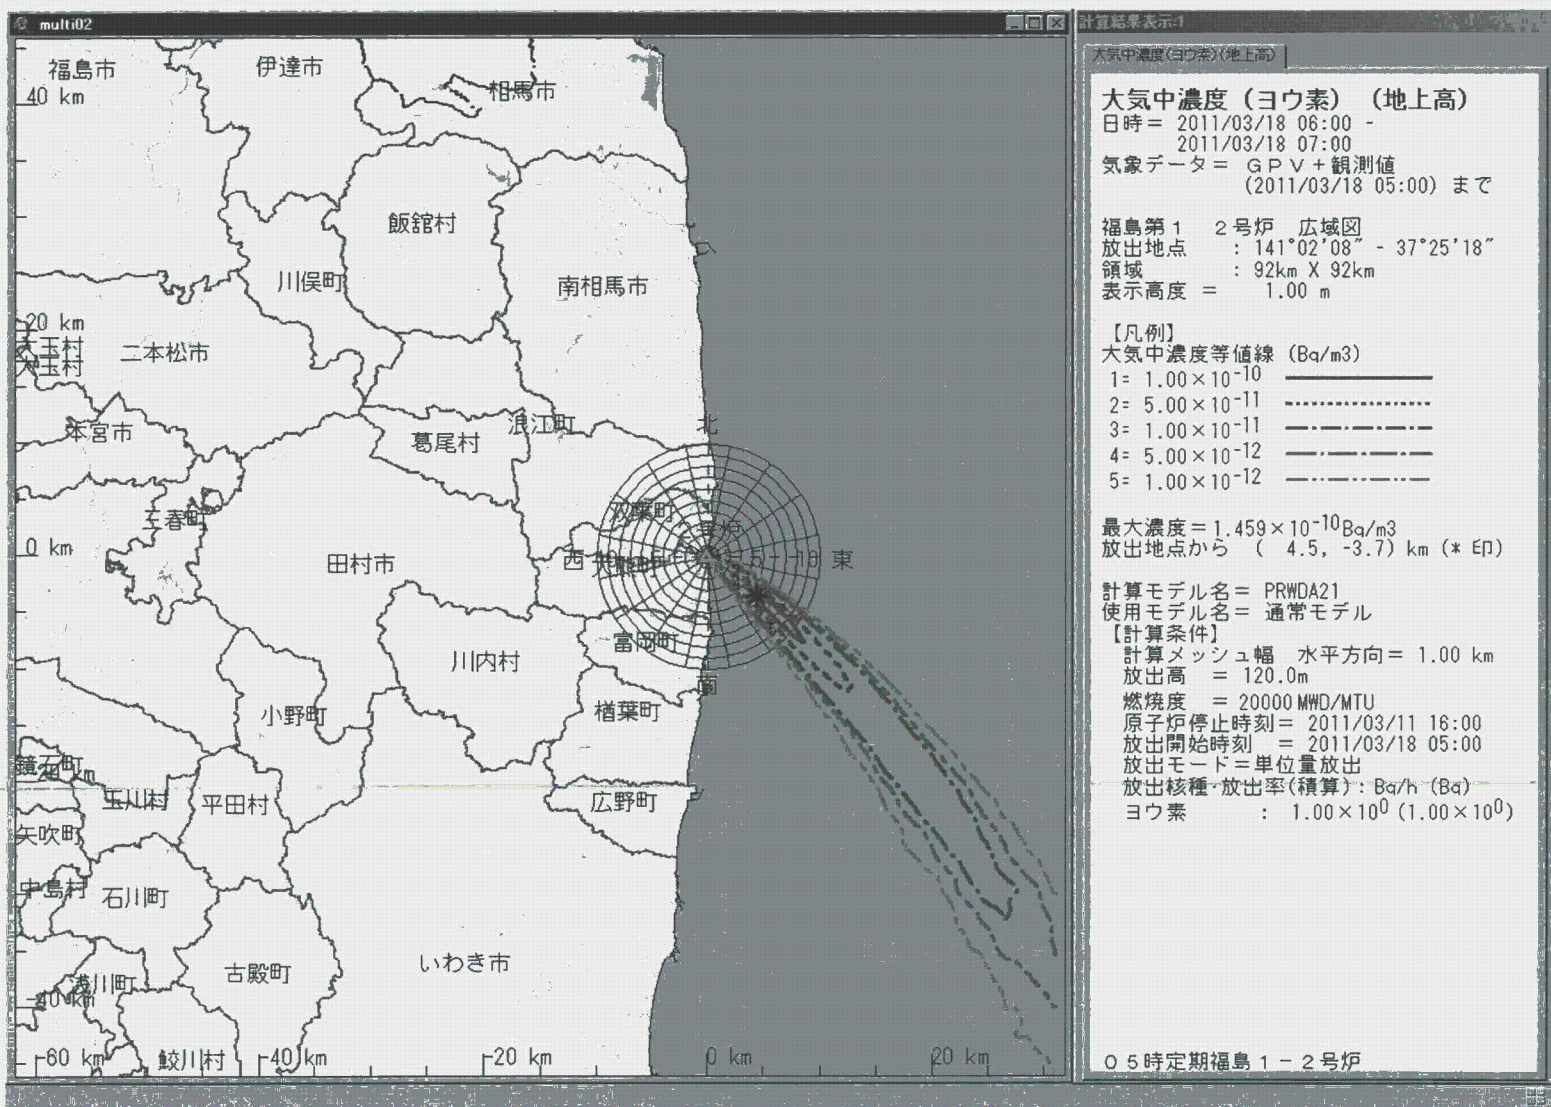 multi02
計算結果表示:1
大気中濃度(ヨウ素)(地上高)
福島市
伊達市
相馬市
40 km
飯舘村
川俣町
南相馬市
20 km
大玉村
大玉村
二本松市
本宮市
葛尾村
浪江町
北
三春町
双葉町
0 km
田村市
西
東
富岡町
川内村
南
小野町
楢葉町
鏡石町
玉川村
平田村
広野町
矢吹町
中島村
石川町
いわき市
浅川町
古殿町
-40 km
鮫川村
-60 km
-40 km
-20 km
0 km
20 km
大気中濃度(ヨウ素) (地上高)
日時= 2011/03/18 06:00 -
2011/03/18 07:00
気象データ= GPV+観測値
(2011/03/18 05:00) まで
福島第1 2号炉 広域図
放出地点 : 141°02'08" - 37°25'18"
領域 : 92km X 92km
表示高度 = 1.00 m
【凡例】
大気中濃度等値線 (Bq/m3)
1= 1.00×10-10
2= 5.00×10-11
3= 1.00×10-11
4= 5.00×10-12
5= 1.00×10-12
最大濃度=1.459×10-10Bq/m3
放出地点から ( 4.5, -3.7) km (* 印)
計算モデル名= PRWDA21
使用モデル名= 通常モデル
【計算条件】
計算メッシュ幅 水平方向= 1.00 km
放出高 = 120.0m
燃焼度 = 20000MWD/MTU
原子炉停止時刻= 2011/03/11 16:00
放出開始時刻 = 2011/03/18 05:00
放出モード=単位量放出
放出核種・放出率(積算): Bq/h (Bq)
ヨウ素 : 1.00×100 (1.00×100)
05時定期福島1-2号炉